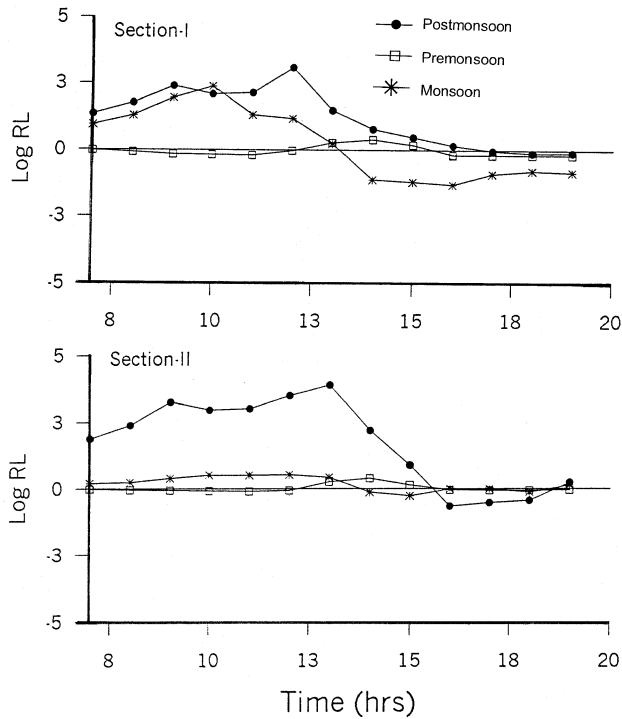 Section-I
Postmonsoon
Premonsoon
Monsoon
Log RL
5
3
0
-3
-5
8 10 13 15 18 20
Section-II
Log RL
5
3
0
-3
-5
8 10 13 15 18 20
Time (hrs)